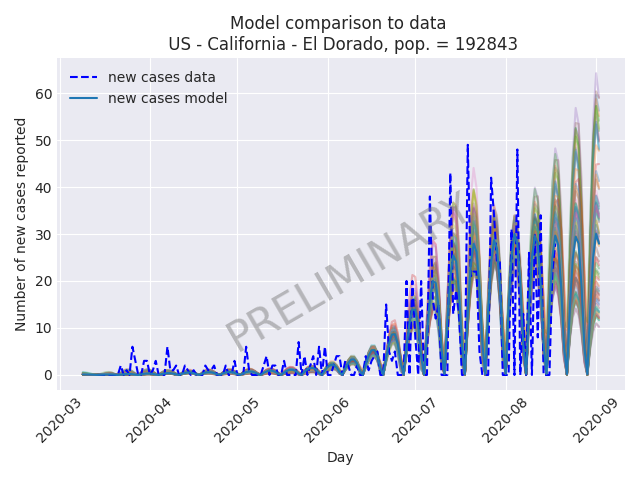 Model comparison to data
US - California - El Dorado, pop. = 192843
new cases data
new cases model
Number of new cases reported
60
50
40
30
20
10
0
PRELIMINARY
2020-03
2020-04
2020-05
2020-06
2020-07
2020-08
2020-09
Day